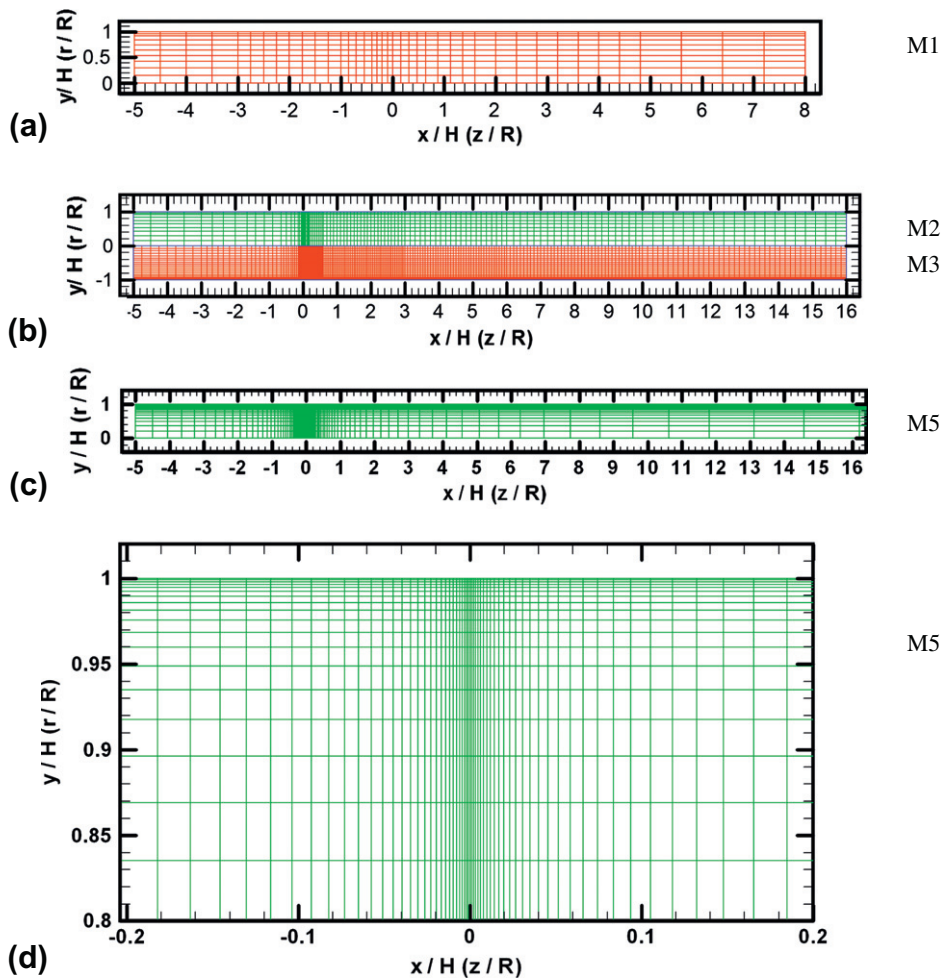 1
M1
0.5
0
y/ H (r / R)
-5 -4 -3 -2 -1 0 1 2 3 4 5 6 7 8
x / H (z / R)
(a)
1
M2
0
M3
-1
y/ H (r / R)
-5 -4 -3 -2 -1 0 1 2 3 4 5 6 7 8 9 10 11 12 13 14 15 16
x / H (z / R)
(b)
1
M5
0
y / H (r / R)
-5 -4 -3 -2 -1 0 1 2 3 4 5 6 7 8 9 10 11 12 13 14 15 16
x / H (z / R)
(c)
1
M5
0.95
0.9
0.85
0.8
y / H (r / R)
-0.2 -0.1 0 0.1 0.2
x / H (z / R)
(d)